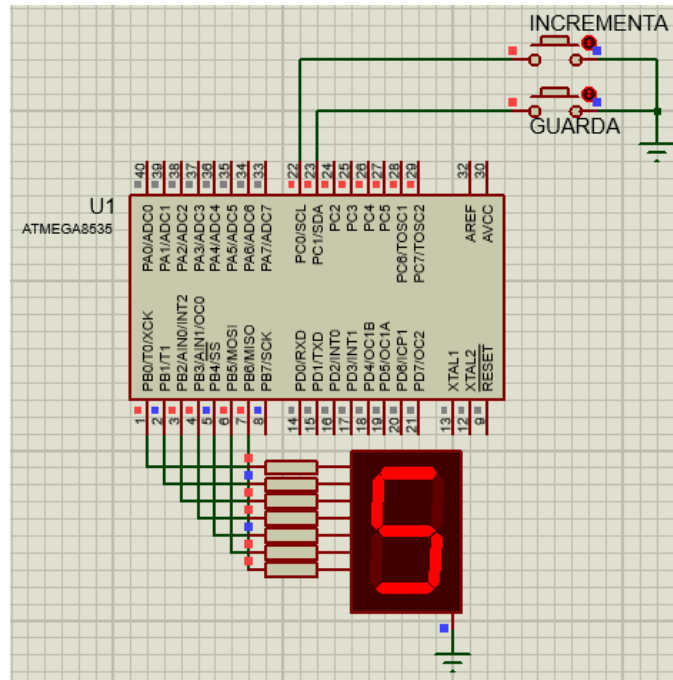 INCREMENTA
GUARDA
U1
ATMEGA8535
40
39
38
37
36
35
34
33
22
23
24
25
26
27
28
29
32
30
PA0/ADC0
PA1/ADC1
PA2/ADC2
PA3/ADC3
PA4/ADC4
PA5/ADC5
PA6/ADC6
PA7/ADC7
PC0/SCL
PC1/SDA
PC2
PC3
PC4
PC5
PC6/TOSC1
PC7/TOSC2
AREF
AVCC
PB0/T0/XCK
PB1/T1
PB2/AIN0/INT2
PB3/AIN1/OC0
PB4/SS
PB5/MOSI
PB6/MISO
PB7/SCK
PD0/RXD
PD1/TXD
PD2/INT0
PD3/INT1
PD4/OC1B
PD5/OC1A
PD6/ICP1
PD7/OC2
XTAL1
XTAL2
RESET
1
2
3
4
5
6
7
8
14
15
16
17
18
19
20
21
13
12
9
5